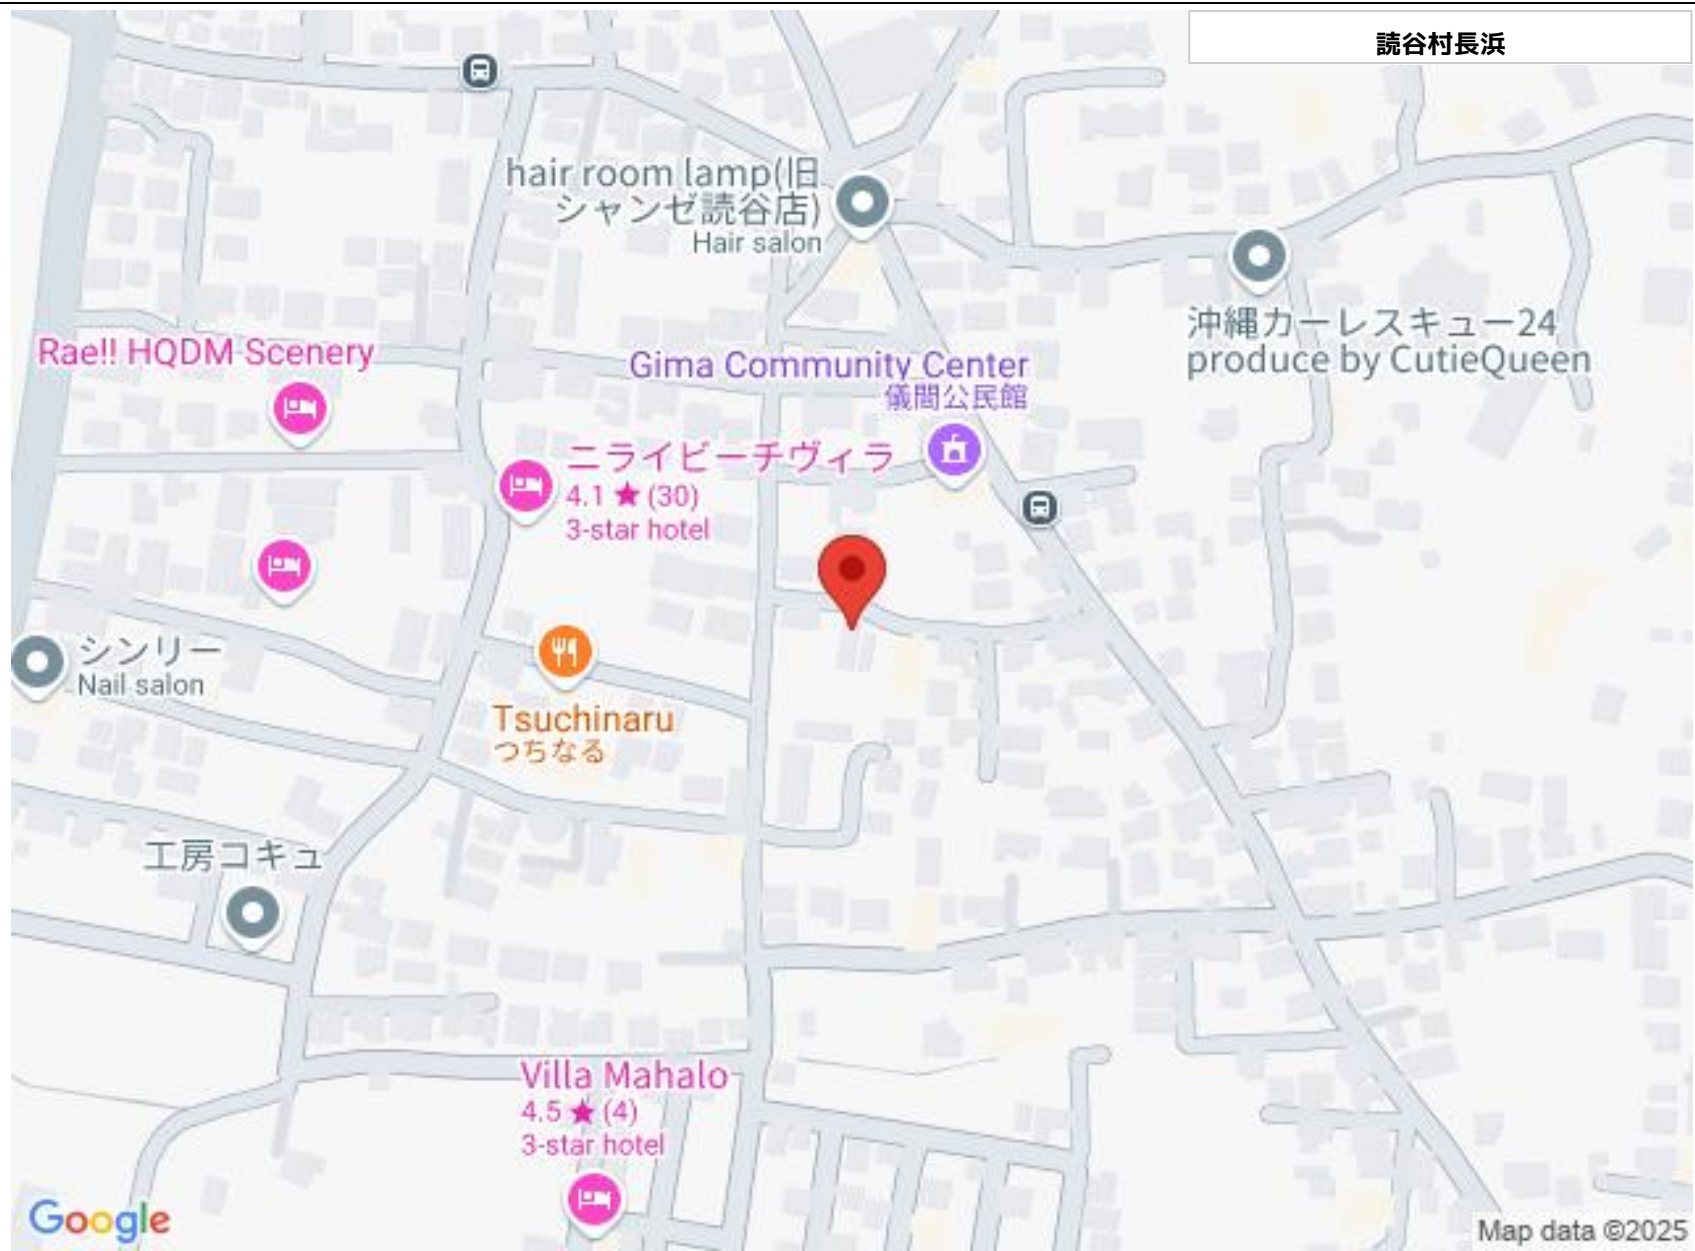 読谷村長浜
hair room lamp(旧
シャンゼ読谷店)
Hair salon
沖縄カーレスキュー24
produce by CutieQueen
Rae!! HQDM Scenery
Gima Community Center
儀間公民館
ニライビーチヴィラ
4.1 ★ (30)
3-star hotel
シンリー
Nail salon
Tsuchinaru
つちなる
工房コキュ
Villa Mahalo
4.5 ★ (4)
3-star hotel
Google
Map data ©2025